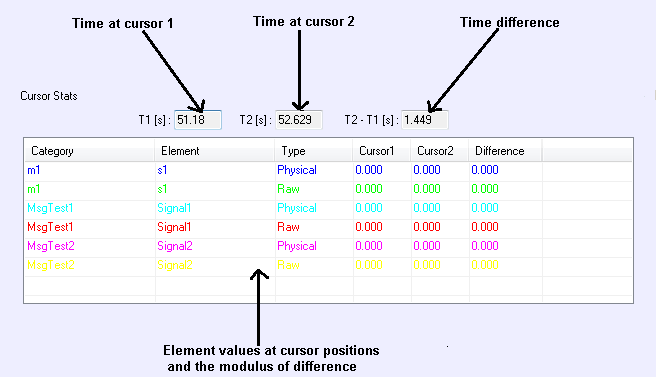 Time at cursor 1 Time at cursor 2 Time difference
Cursor Stats
T1 [s] : 51.18 T2 [s] : 52.629 T2 - T1 [s] : 1.449
Category Element Type Cursor1 Cursor2 Difference
m1 s1 Physical 0.000 0.000 0.000
m1 s1 Raw 0.000 0.000 0.000
MsgTest1 Signal1 Physical 0.000 0.000 0.000
MsgTest1 Signal1 Raw 0.000 0.000 0.000
MsgTest2 Signal2 Physical 0.000 0.000 0.000
MsgTest2 Signal2 Raw 0.000 0.000 0.000
Element values at cursor positions
and the modulus of difference